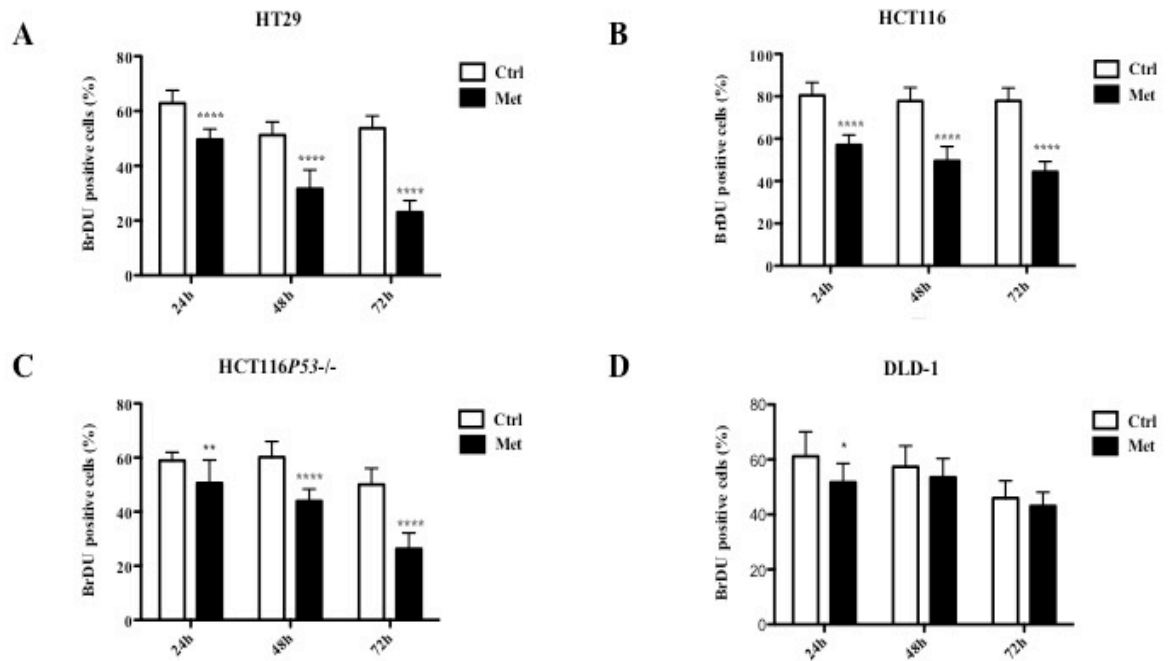 A
HT29
BrDU positive cells (%)
80
60
40
20
0
****
****
****
24h
48h
72h
Ctrl
Met
B
HCT116
BrDU positive cells (%)
100
80
60
40
20
0
****
****
****
24h
48h
72h
Ctrl
Met
C
HCT116P53-/-
BrDU positive cells (%)
80
60
40
20
0
**
****
****
24h
48h
72h
Ctrl
Met
D
DLD-1
BrDU positive cells (%)
80
60
40
20
0
*
24h
48h
72h
Ctrl
Met